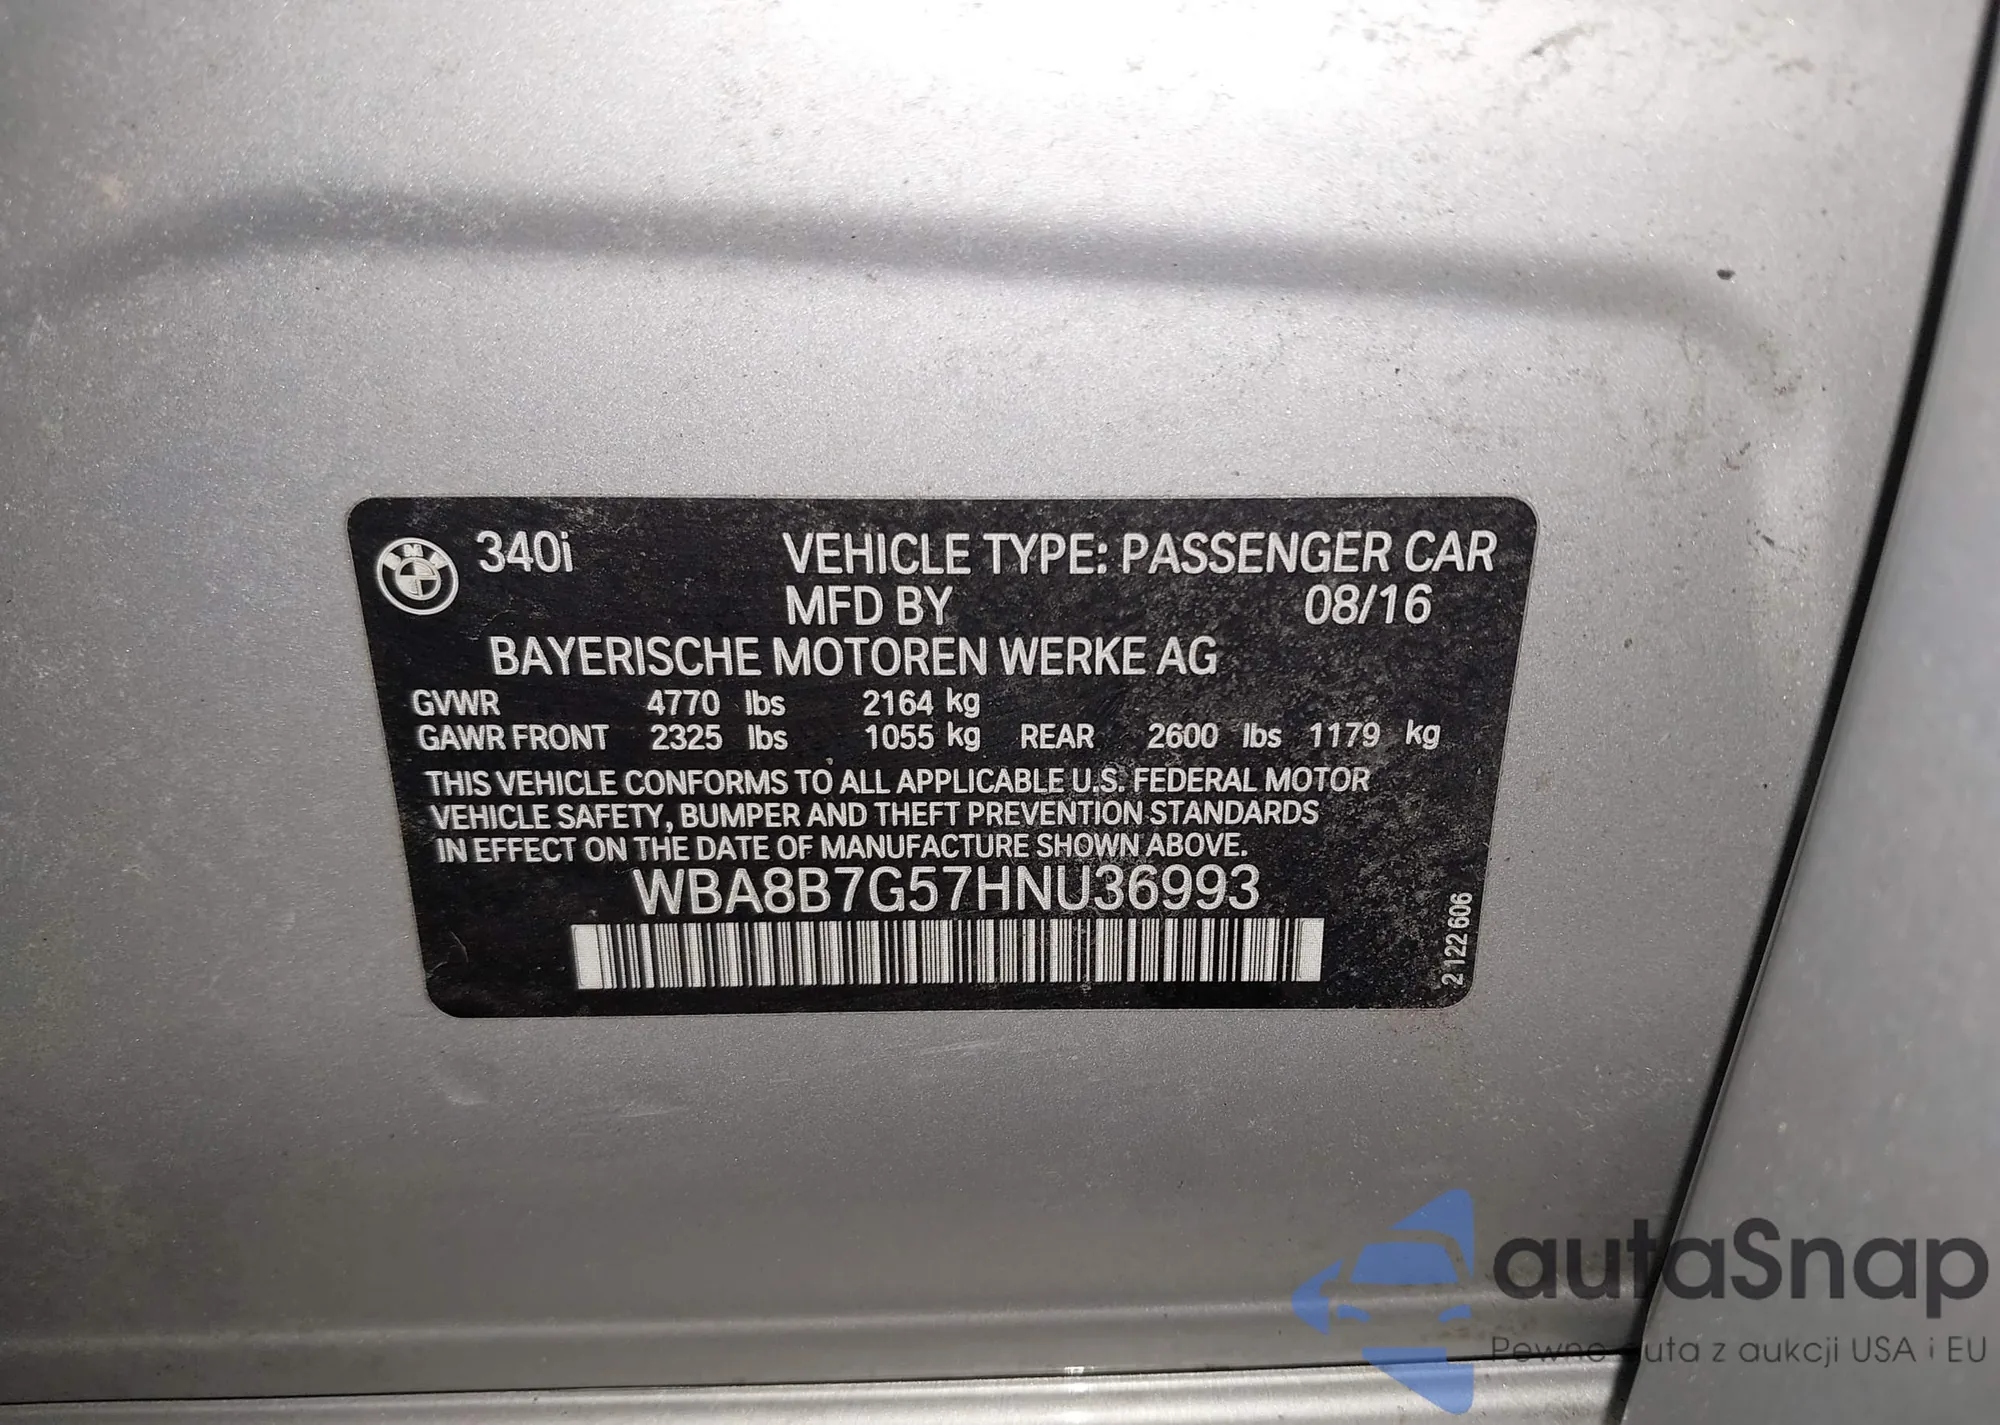 BMW 340i VEHICLE TYPE: PASSENGER CAR
MFD BY 08/16
BAYERISCHE MOTOREN WERKE AG
GVWR 4770 lbs 2164 kg
GAWR FRONT 2325 lbs 1055 kg REAR 2600 lbs 1179 kg
THIS VEHICLE CONFORMS TO ALL APPLICABLE U.S. FEDERAL MOTOR
VEHICLE SAFETY, BUMPER AND THEFT PREVENTION STANDARDS
IN EFFECT ON THE DATE OF MANUFACTURE SHOWN ABOVE.
WBA8B7G57HNU36993
2 122 606
autaSnap
Pewne auta z aukcji USA i EU